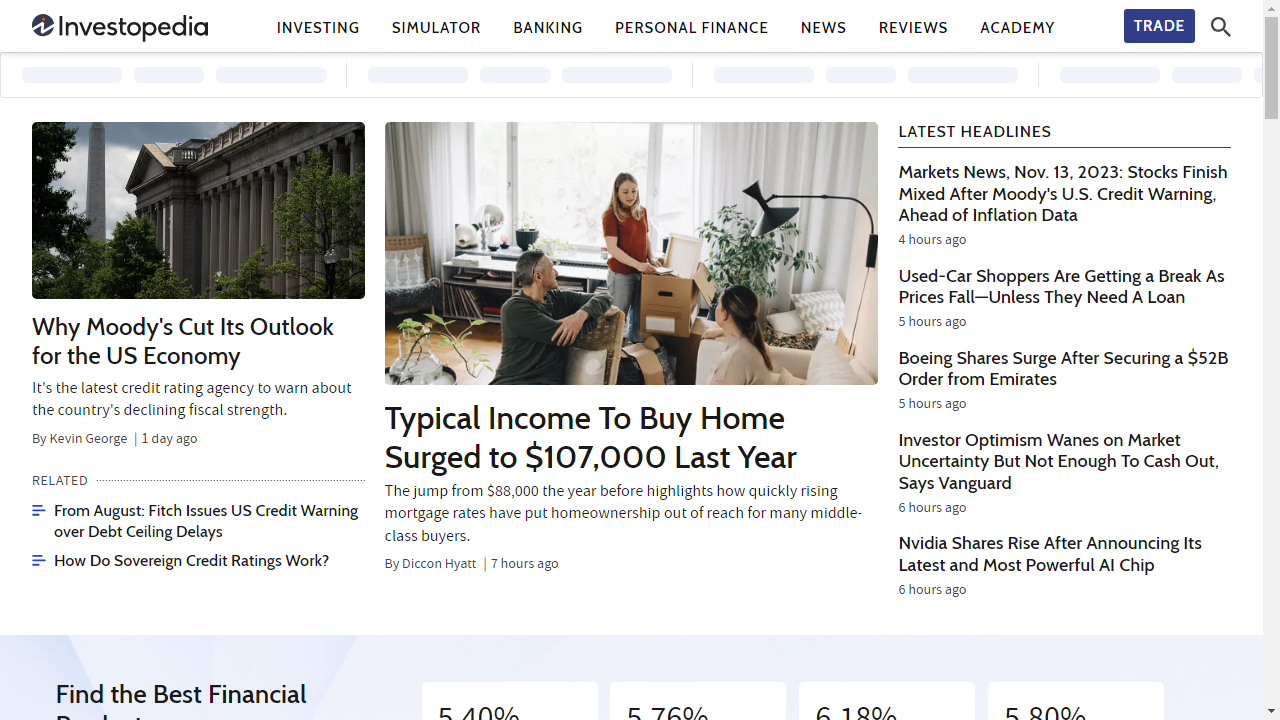 Investopedia
INVESTING
SIMULATOR
BANKING
PERSONAL FINANCE
NEWS
REVIEWS
ACADEMY
TRADE
Why Moody's Cut Its Outlook
for the US Economy
It's the latest credit rating agency to warn about
the country's declining fiscal strength.
By Kevin George | 1 day ago
RELATED
From August: Fitch Issues US Credit Warning
over Debt Ceiling Delays
How Do Sovereign Credit Ratings Work?
Typical Income To Buy Home
Surged to $107,000 Last Year
The jump from $88,000 the year before highlights how quickly rising
mortgage rates have put homeownership out of reach for many middle-
class buyers.
By Diccon Hyatt | 7 hours ago
LATEST HEADLINES
Markets News, Nov. 13, 2023: Stocks Finish
Mixed After Moody's U.S. Credit Warning,
Ahead of Inflation Data
4 hours ago
Used-Car Shoppers Are Getting a Break As
Prices Fall—Unless They Need A Loan
5 hours ago
Boeing Shares Surge After Securing a $52B
Order from Emirates
5 hours ago
Investor Optimism Wanes on Market
Uncertainty But Not Enough To Cash Out,
Says Vanguard
6 hours ago
Nvidia Shares Rise After Announcing Its
Latest and Most Powerful AI Chip
6 hours ago
Find the Best Financial
5.40%
5.76%
6.18%
5.80%